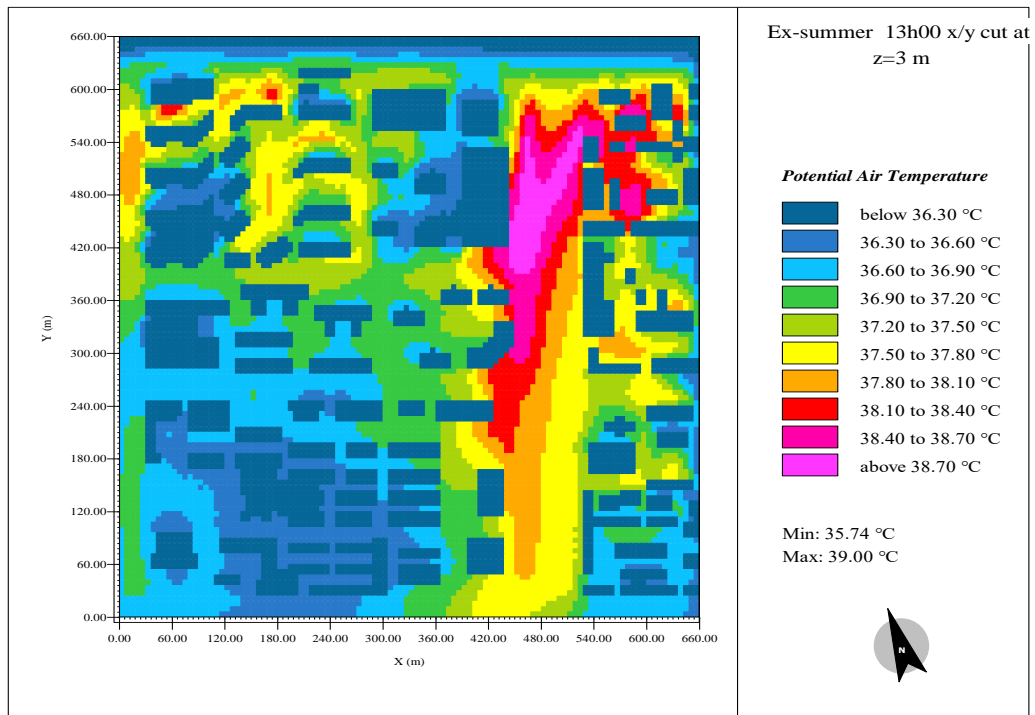 Ex-summer 13h00 x/y cut at
z=3 m
660.00
600.00
540.00
480.00
420.00
360.00
300.00
240.00
180.00
120.00
60.00
0.00
Y (m)
0.00 60.00 120.00 180.00 240.00 300.00 360.00 420.00 480.00 540.00 600.00 660.00
X (m)
Potential Air Temperature
below 36.30 °C
36.30 to 36.60 °C
36.60 to 36.90 °C
36.90 to 37.20 °C
37.20 to 37.50 °C
37.50 to 37.80 °C
37.80 to 38.10 °C
38.10 to 38.40 °C
38.40 to 38.70 °C
above 38.70 °C
Min: 35.74 °C
Max: 39.00 °C
N